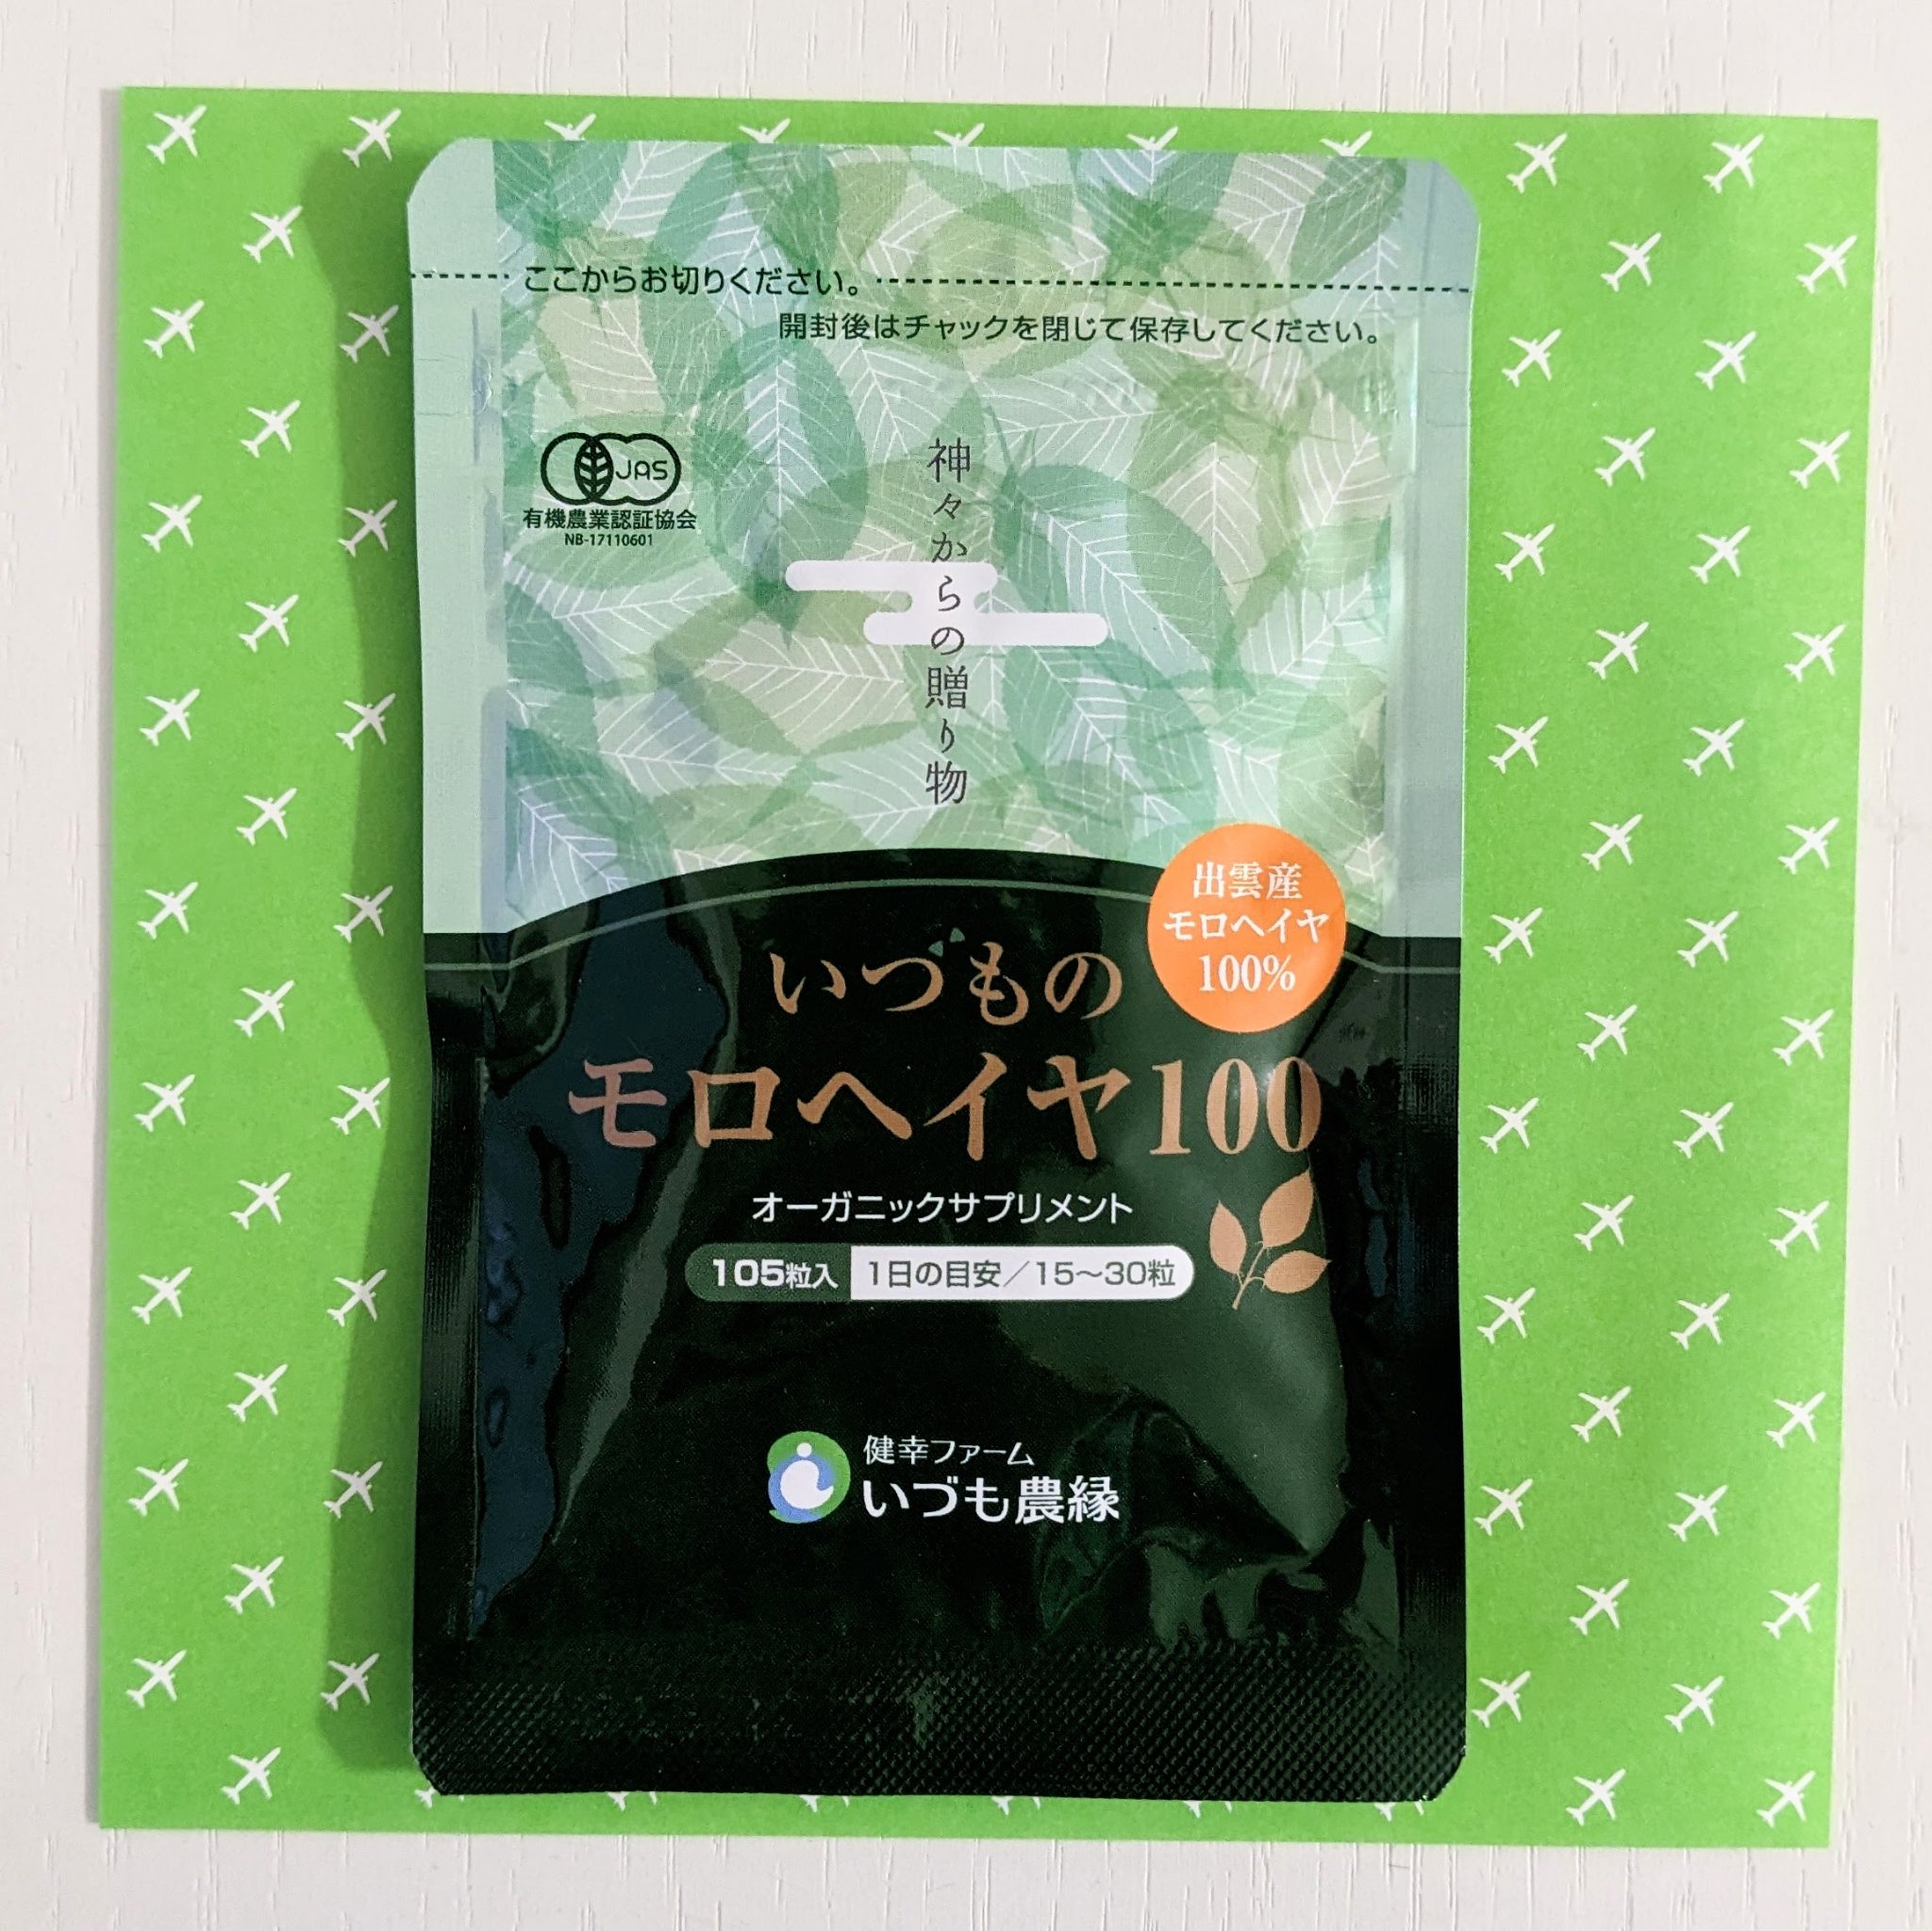 ここからお切りください。
開封後はチャックを閉じて保存してください。
JAS
有機農業認証協会
NB-17110601
神々からの贈り物
出雲産
モロヘイヤ
100%
いづもの
モロヘイヤ100
オーガニックサプリメント
105粒入 1日の目安／15〜30粒
健幸ファーム
いづも農縁